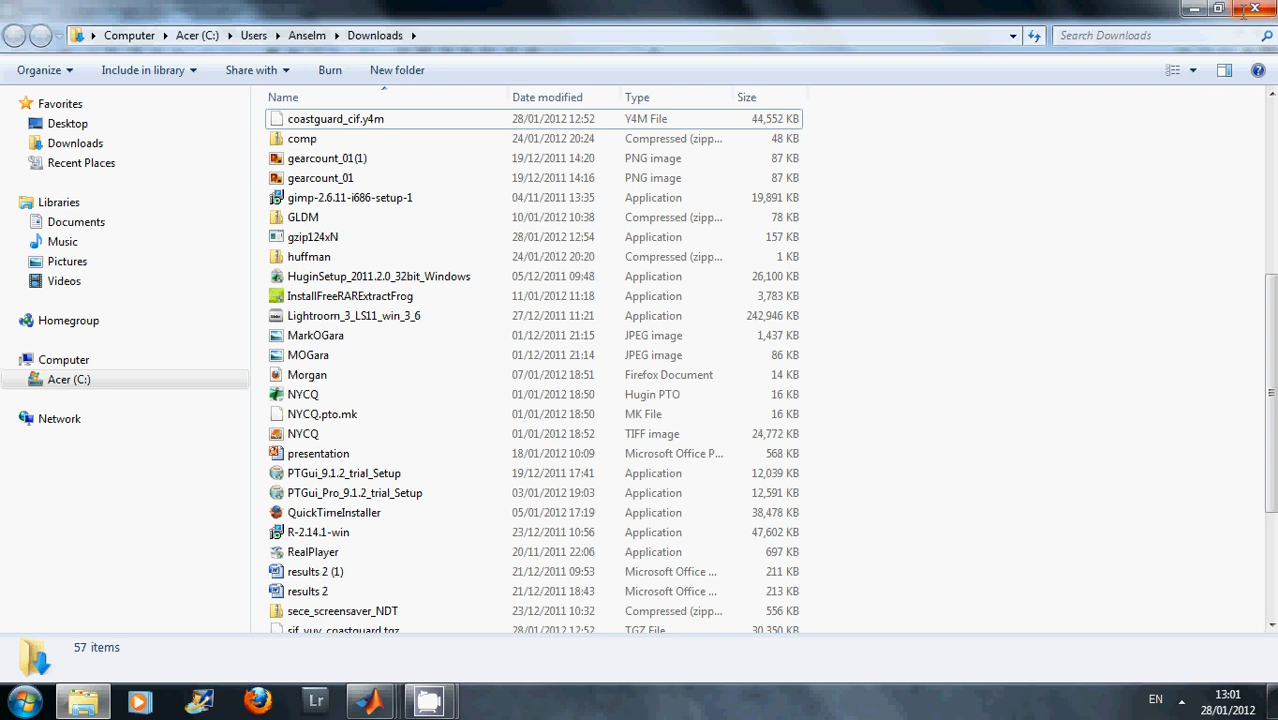 Computer Acer (C:) Users Anselm Downloads Search Downloads
Organize Include in library Share with Burn New folder
Name Date modified Type Size
Favorites
Desktop
Downloads
Recent Places
Libraries
Documents
Music
Pictures
Videos
Homegroup
Computer
Acer (C:)
Network
coastguard_cif.y4m 28/01/2012 12:52 Y4M File 44,552 KB
comp 24/01/2012 20:24 Compressed (zipp... 48 KB
gearcount_01(1) 19/12/2011 14:20 PNG image 87 KB
gearcount_01 19/12/2011 14:16 PNG image 87 KB
gimp-2.6.11-i686-setup-1 04/11/2011 13:35 Application 19,891 KB
GLDM 10/01/2012 10:38 Compressed (zipp... 78 KB
gzip124xN 28/01/2012 12:54 Application 157 KB
huffman 24/01/2012 20:20 Compressed (zipp... 1 KB
HuginSetup_2011.2.0_32bit_Windows 05/12/2011 09:48 Application 26,100 KB
InstallFreeRARExtractFrog 11/01/2012 11:18 Application 3,783 KB
Lightroom_3_LS11_win_3_6 27/12/2011 11:21 Application 242,946 KB
MarkOGara 01/12/2011 21:15 JPEG image 1,437 KB
MOGara 01/12/2011 21:14 JPEG image 86 KB
Morgan 07/01/2012 18:51 Firefox Document 14 KB
NYCQ 01/01/2012 18:50 Hugin PTO 16 KB
NYCQ.pto.mk 01/01/2012 18:50 MK File 16 KB
NYCQ 01/01/2012 18:52 TIFF image 24,772 KB
presentation 18/01/2012 10:09 Microsoft Office P... 568 KB
PTGui_9.1.2_trial_Setup 19/12/2011 17:41 Application 12,039 KB
PTGui_Pro_9.1.2_trial_Setup 03/01/2012 19:03 Application 12,591 KB
QuickTimeInstaller 05/01/2012 17:19 Application 38,478 KB
R-2.14.1-win 23/12/2011 10:56 Application 47,602 KB
RealPlayer 20/11/2011 22:06 Application 697 KB
results 2 (1) 21/12/2011 09:53 Microsoft Office ... 211 KB
results 2 21/12/2011 18:43 Microsoft Office ... 213 KB
sece_screensaver_NDT 23/12/2011 10:32 Compressed (zipp... 556 KB
sif_yuv_coastguard.tgz 28/01/2012 12:52 TGZ File 30,350 KB
57 items
Lr EN 13:01
28/01/2012